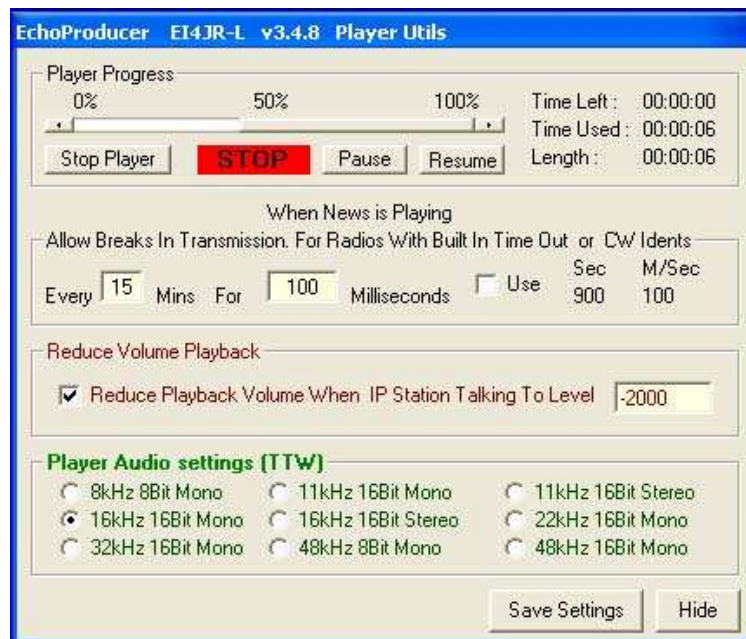 EchoProducer EI4JR-L v3.4.8 Player Utils
Player Progress
0% 50% 100%
Time Left : 00:00:00
Time Used : 00:00:06
Length : 00:00:06
Stop Player STOP Pause Resume
When News is Playing
Allow Breaks In Transmission. For Radios With Built In Time Out or CW Idents
Sec M/Sec
Every 15 Mins For 100 Milliseconds Use 900 100
Reduce Volume Playback
Reduce Playback Volume When IP Station Talking To Level -2000
Player Audio settings (TTW)
8kHz 8Bit Mono 11kHz 16Bit Mono 11kHz 16Bit Stereo
16kHz 16Bit Mono 16kHz 16Bit Stereo 22kHz 16Bit Mono
32kHz 16Bit Mono 48kHz 8Bit Mono 48kHz 16Bit Mono
Save Settings Hide